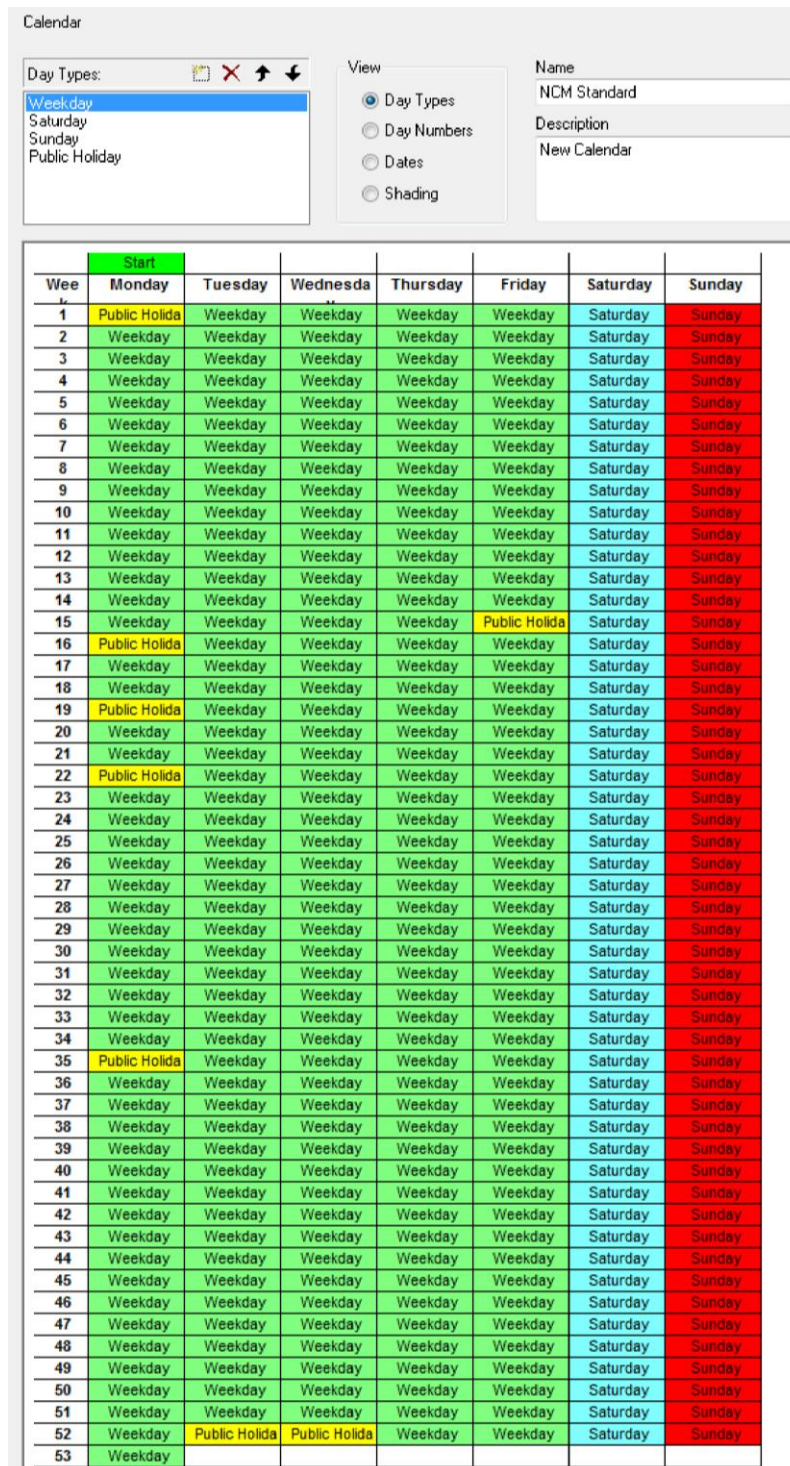 Calendar
Day Types:
Weekday
Saturday
Sunday
Public Holiday
View
Day Types
Day Numbers
Dates
Shading
Name
NCM Standard
Description
New Calendar
Start
Wee Monday Tuesday Wednesda Thursday Friday Saturday Sunday
1 Public Holida Weekday Weekday Weekday Weekday Saturday Sunday
2 Weekday Weekday Weekday Weekday Weekday Saturday Sunday
3 Weekday Weekday Weekday Weekday Weekday Saturday Sunday
4 Weekday Weekday Weekday Weekday Weekday Saturday Sunday
5 Weekday Weekday Weekday Weekday Weekday Saturday Sunday
6 Weekday Weekday Weekday Weekday Weekday Saturday Sunday
7 Weekday Weekday Weekday Weekday Weekday Saturday Sunday
8 Weekday Weekday Weekday Weekday Weekday Saturday Sunday
9 Weekday Weekday Weekday Weekday Weekday Saturday Sunday
10 Weekday Weekday Weekday Weekday Weekday Saturday Sunday
11 Weekday Weekday Weekday Weekday Weekday Saturday Sunday
12 Weekday Weekday Weekday Weekday Weekday Saturday Sunday
13 Weekday Weekday Weekday Weekday Weekday Saturday Sunday
14 Weekday Weekday Weekday Weekday Weekday Saturday Sunday
15 Weekday Weekday Weekday Weekday Public Holida Saturday Sunday
16 Public Holida Weekday Weekday Weekday Weekday Saturday Sunday
17 Weekday Weekday Weekday Weekday Weekday Saturday Sunday
18 Weekday Weekday Weekday Weekday Weekday Saturday Sunday
19 Public Holida Weekday Weekday Weekday Weekday Saturday Sunday
20 Weekday Weekday Weekday Weekday Weekday Saturday Sunday
21 Weekday Weekday Weekday Weekday Weekday Saturday Sunday
22 Public Holida Weekday Weekday Weekday Weekday Saturday Sunday
23 Weekday Weekday Weekday Weekday Weekday Saturday Sunday
24 Weekday Weekday Weekday Weekday Weekday Saturday Sunday
25 Weekday Weekday Weekday Weekday Weekday Saturday Sunday
26 Weekday Weekday Weekday Weekday Weekday Saturday Sunday
27 Weekday Weekday Weekday Weekday Weekday Saturday Sunday
28 Weekday Weekday Weekday Weekday Weekday Saturday Sunday
29 Weekday Weekday Weekday Weekday Weekday Saturday Sunday
30 Weekday Weekday Weekday Weekday Weekday Saturday Sunday
31 Weekday Weekday Weekday Weekday Weekday Saturday Sunday
32 Weekday Weekday Weekday Weekday Weekday Saturday Sunday
33 Weekday Weekday Weekday Weekday Weekday Saturday Sunday
34 Weekday Weekday Weekday Weekday Weekday Saturday Sunday
35 Public Holida Weekday Weekday Weekday Weekday Saturday Sunday
36 Weekday Weekday Weekday Weekday Weekday Saturday Sunday
37 Weekday Weekday Weekday Weekday Weekday Saturday Sunday
38 Weekday Weekday Weekday Weekday Weekday Saturday Sunday
39 Weekday Weekday Weekday Weekday Weekday Saturday Sunday
40 Weekday Weekday Weekday Weekday Weekday Saturday Sunday
41 Weekday Weekday Weekday Weekday Weekday Saturday Sunday
42 Weekday Weekday Weekday Weekday Weekday Saturday Sunday
43 Weekday Weekday Weekday Weekday Weekday Saturday Sunday
44 Weekday Weekday Weekday Weekday Weekday Saturday Sunday
45 Weekday Weekday Weekday Weekday Weekday Saturday Sunday
46 Weekday Weekday Weekday Weekday Weekday Saturday Sunday
47 Weekday Weekday Weekday Weekday Weekday Saturday Sunday
48 Weekday Weekday Weekday Weekday Weekday Saturday Sunday
49 Weekday Weekday Weekday Weekday Weekday Saturday Sunday
50 Weekday Weekday Weekday Weekday Weekday Saturday Sunday
51 Weekday Weekday Weekday Weekday Weekday Saturday Sunday
52 Weekday Public Holida Public Holida Weekday Weekday Saturday Sunday
53 Weekday